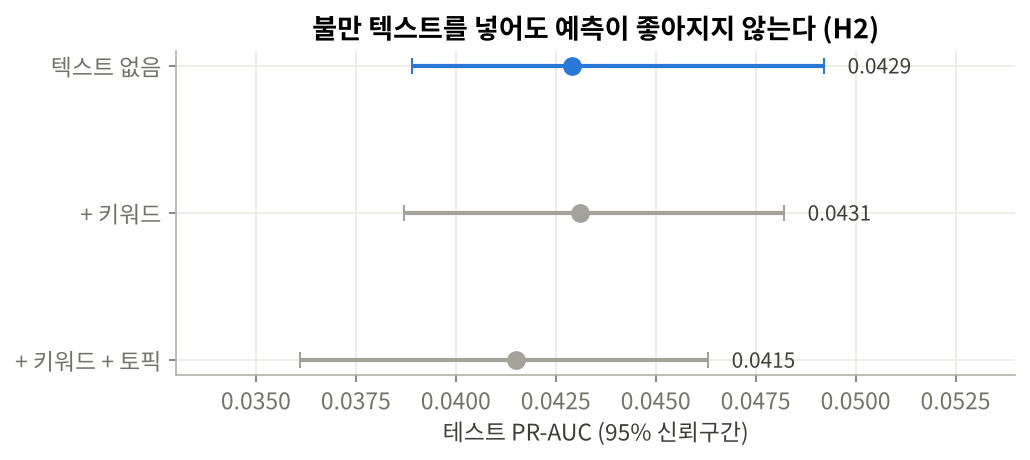 불만 텍스트를 넣어도 예측이 좋아지지 않는다 (H2)
텍스트 없음
0.0429
+ 키워드
0.0431
+ 키워드 + 토픽
0.0415
0.0350 0.0375 0.0400 0.0425 0.0450 0.0475 0.0500 0.0525
테스트 PR-AUC (95% 신뢰구간)